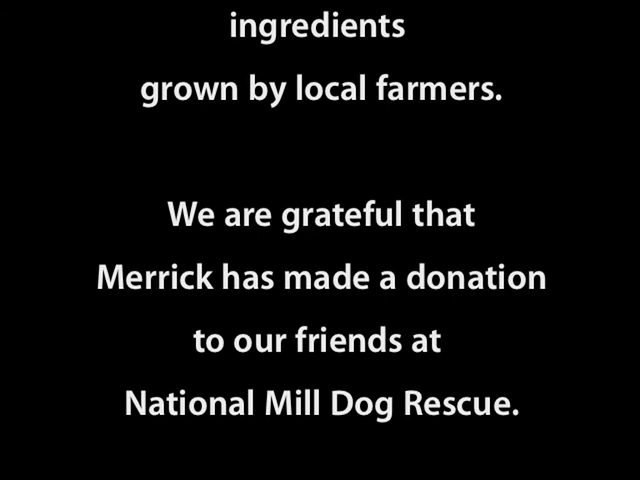 ingredients
grown by local farmers.
We are grateful that
Merrick has made a donation
to our friends at
National Mill Dog Rescue.